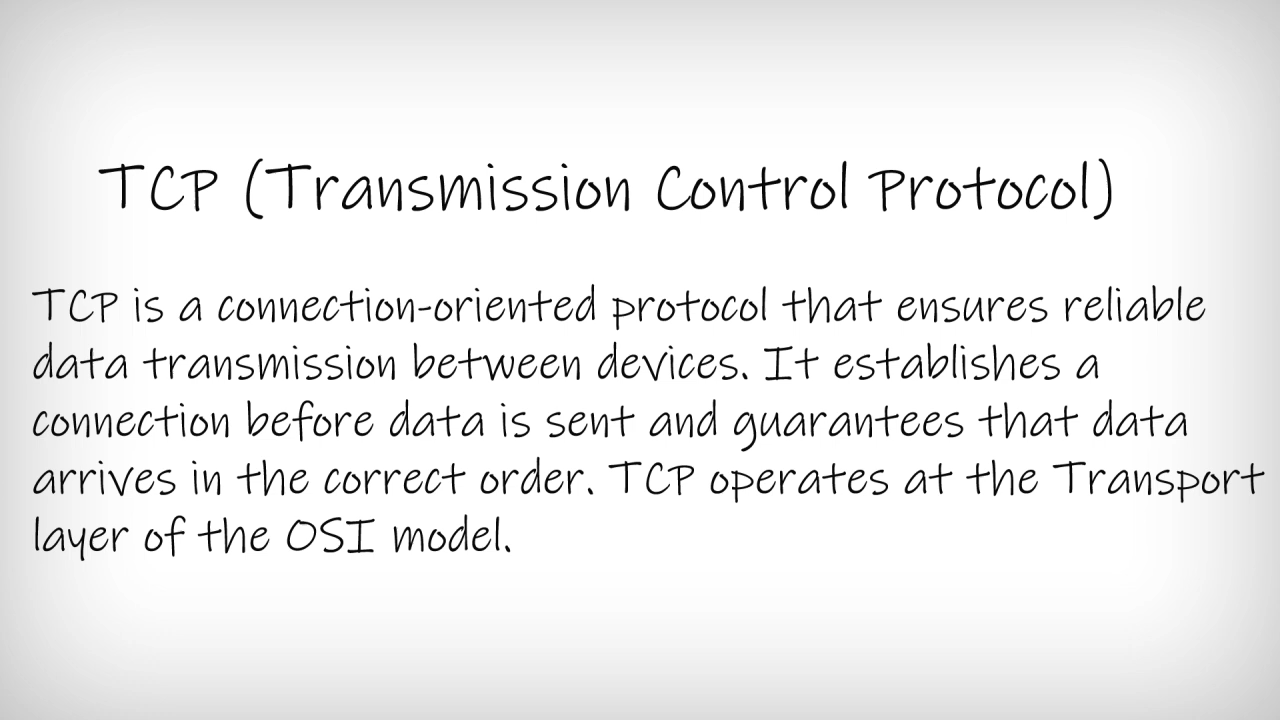 TCP (Transmission Control Protocol)
TCP is a connection-oriented protocol that ensures reliable
data transmission between devices. It establishes a
connection before data is sent and guarantees that data
arrives in the correct order. TCP operates at the Transport
layer of the OSI model.